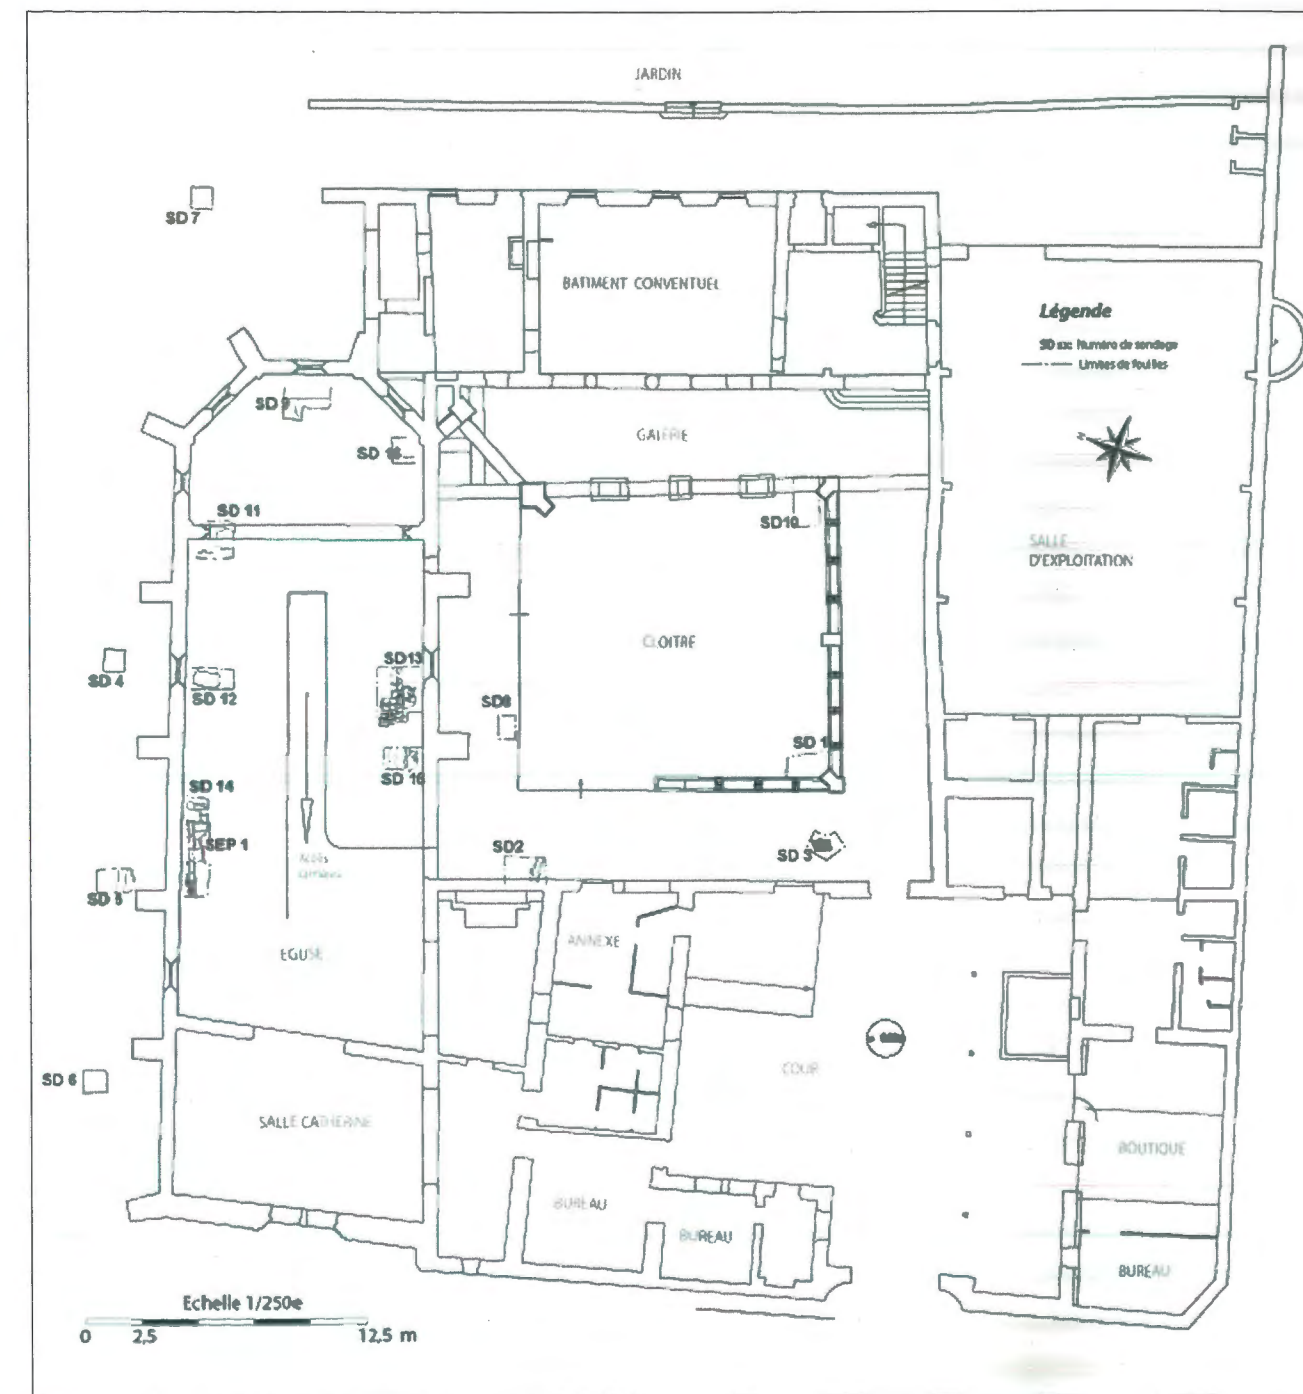 JARDIN
SD 7
BATIMENT CONVENTUEL
Légende
SD xx: Numéro de sondage
Limites de fouilles
N
SD 9
GALERIE
SD 11
SD10
SALLE
D'EXPLOITATION
CLOITRE
SD13
SD 4
SD 12
SD8
SD 1
SD 16
SD 14
SEP 1
SD2
SD 3
SD 5
Accès
EGLISE
ANNEXE
COUR
SD 6
SALLE CATHERINE
BOUTIQUE
BUREAU
BUREAU
BUREAU
Echelle 1/250e
0 2,5 12,5 m